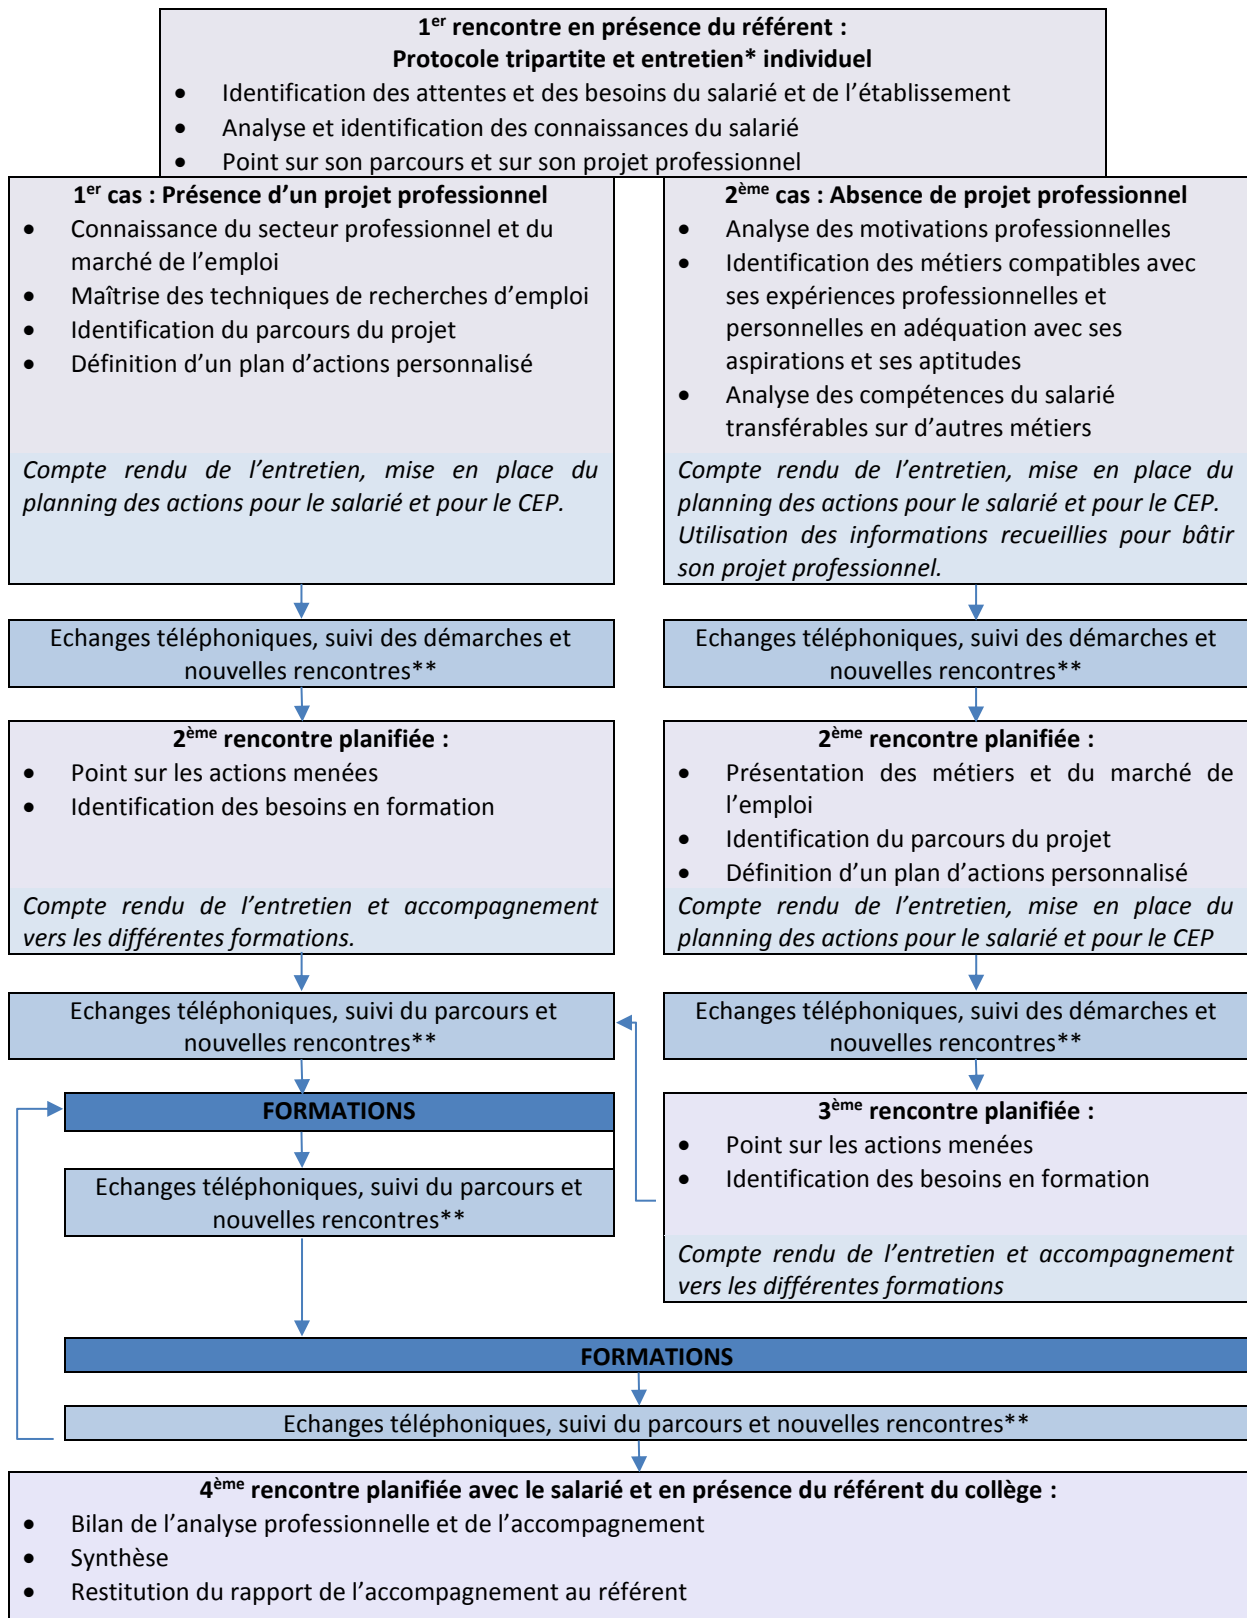 1er rencontre en présence du référent :
Protocole tripartite et entretien* individuel
• Identification des attentes et des besoins du salarié et de l’établissement
• Analyse et identification des connaissances du salarié
• Point sur son parcours et sur son projet professionnel
1er cas : Présence d’un projet professionnel
• Connaissance du secteur professionnel et du
marché de l’emploi
• Maîtrise des techniques de recherches d’emploi
• Identification du parcours du projet
• Définition d’un plan d’actions personnalisé
Compte rendu de l’entretien, mise en place du
planning des actions pour le salarié et pour le CEP.
2ème cas : Absence de projet professionnel
• Analyse des motivations professionnelles
• Identification des métiers compatibles avec
ses expériences professionnelles et
personnelles en adéquation avec ses
aspirations et ses aptitudes
• Analyse des compétences du salarié
transférables sur d’autres métiers
Compte rendu de l’entretien, mise en place du
planning des actions pour le salarié et pour le CEP.
Utilisation des informations recueillies pour bâtir
son projet professionnel.
Echanges téléphoniques, suivi des démarches et
nouvelles rencontres**
Echanges téléphoniques, suivi des démarches et
nouvelles rencontres**
2ème rencontre planifiée :
• Point sur les actions menées
• Identification des besoins en formation
Compte rendu de l’entretien et accompagnement
vers les différentes formations.
2ème rencontre planifiée :
• Présentation des métiers et du marché de
l’emploi
• Identification du parcours du projet
• Définition d’un plan d’actions personnalisé
Compte rendu de l’entretien, mise en place du
planning des actions pour le salarié et pour le CEP
Echanges téléphoniques, suivi du parcours et
nouvelles rencontres**
Echanges téléphoniques, suivi des démarches et
nouvelles rencontres**
FORMATIONS
Echanges téléphoniques, suivi du parcours et
nouvelles rencontres**
3ème rencontre planifiée :
• Point sur les actions menées
• Identification des besoins en formation
Compte rendu de l’entretien et accompagnement
vers les différentes formations
FORMATIONS
Echanges téléphoniques, suivi du parcours et nouvelles rencontres**
4ème rencontre planifiée avec le salarié et en présence du référent du collège :
• Bilan de l’analyse professionnelle et de l’accompagnement
• Synthèse
• Restitution du rapport de l’accompagnement au référent